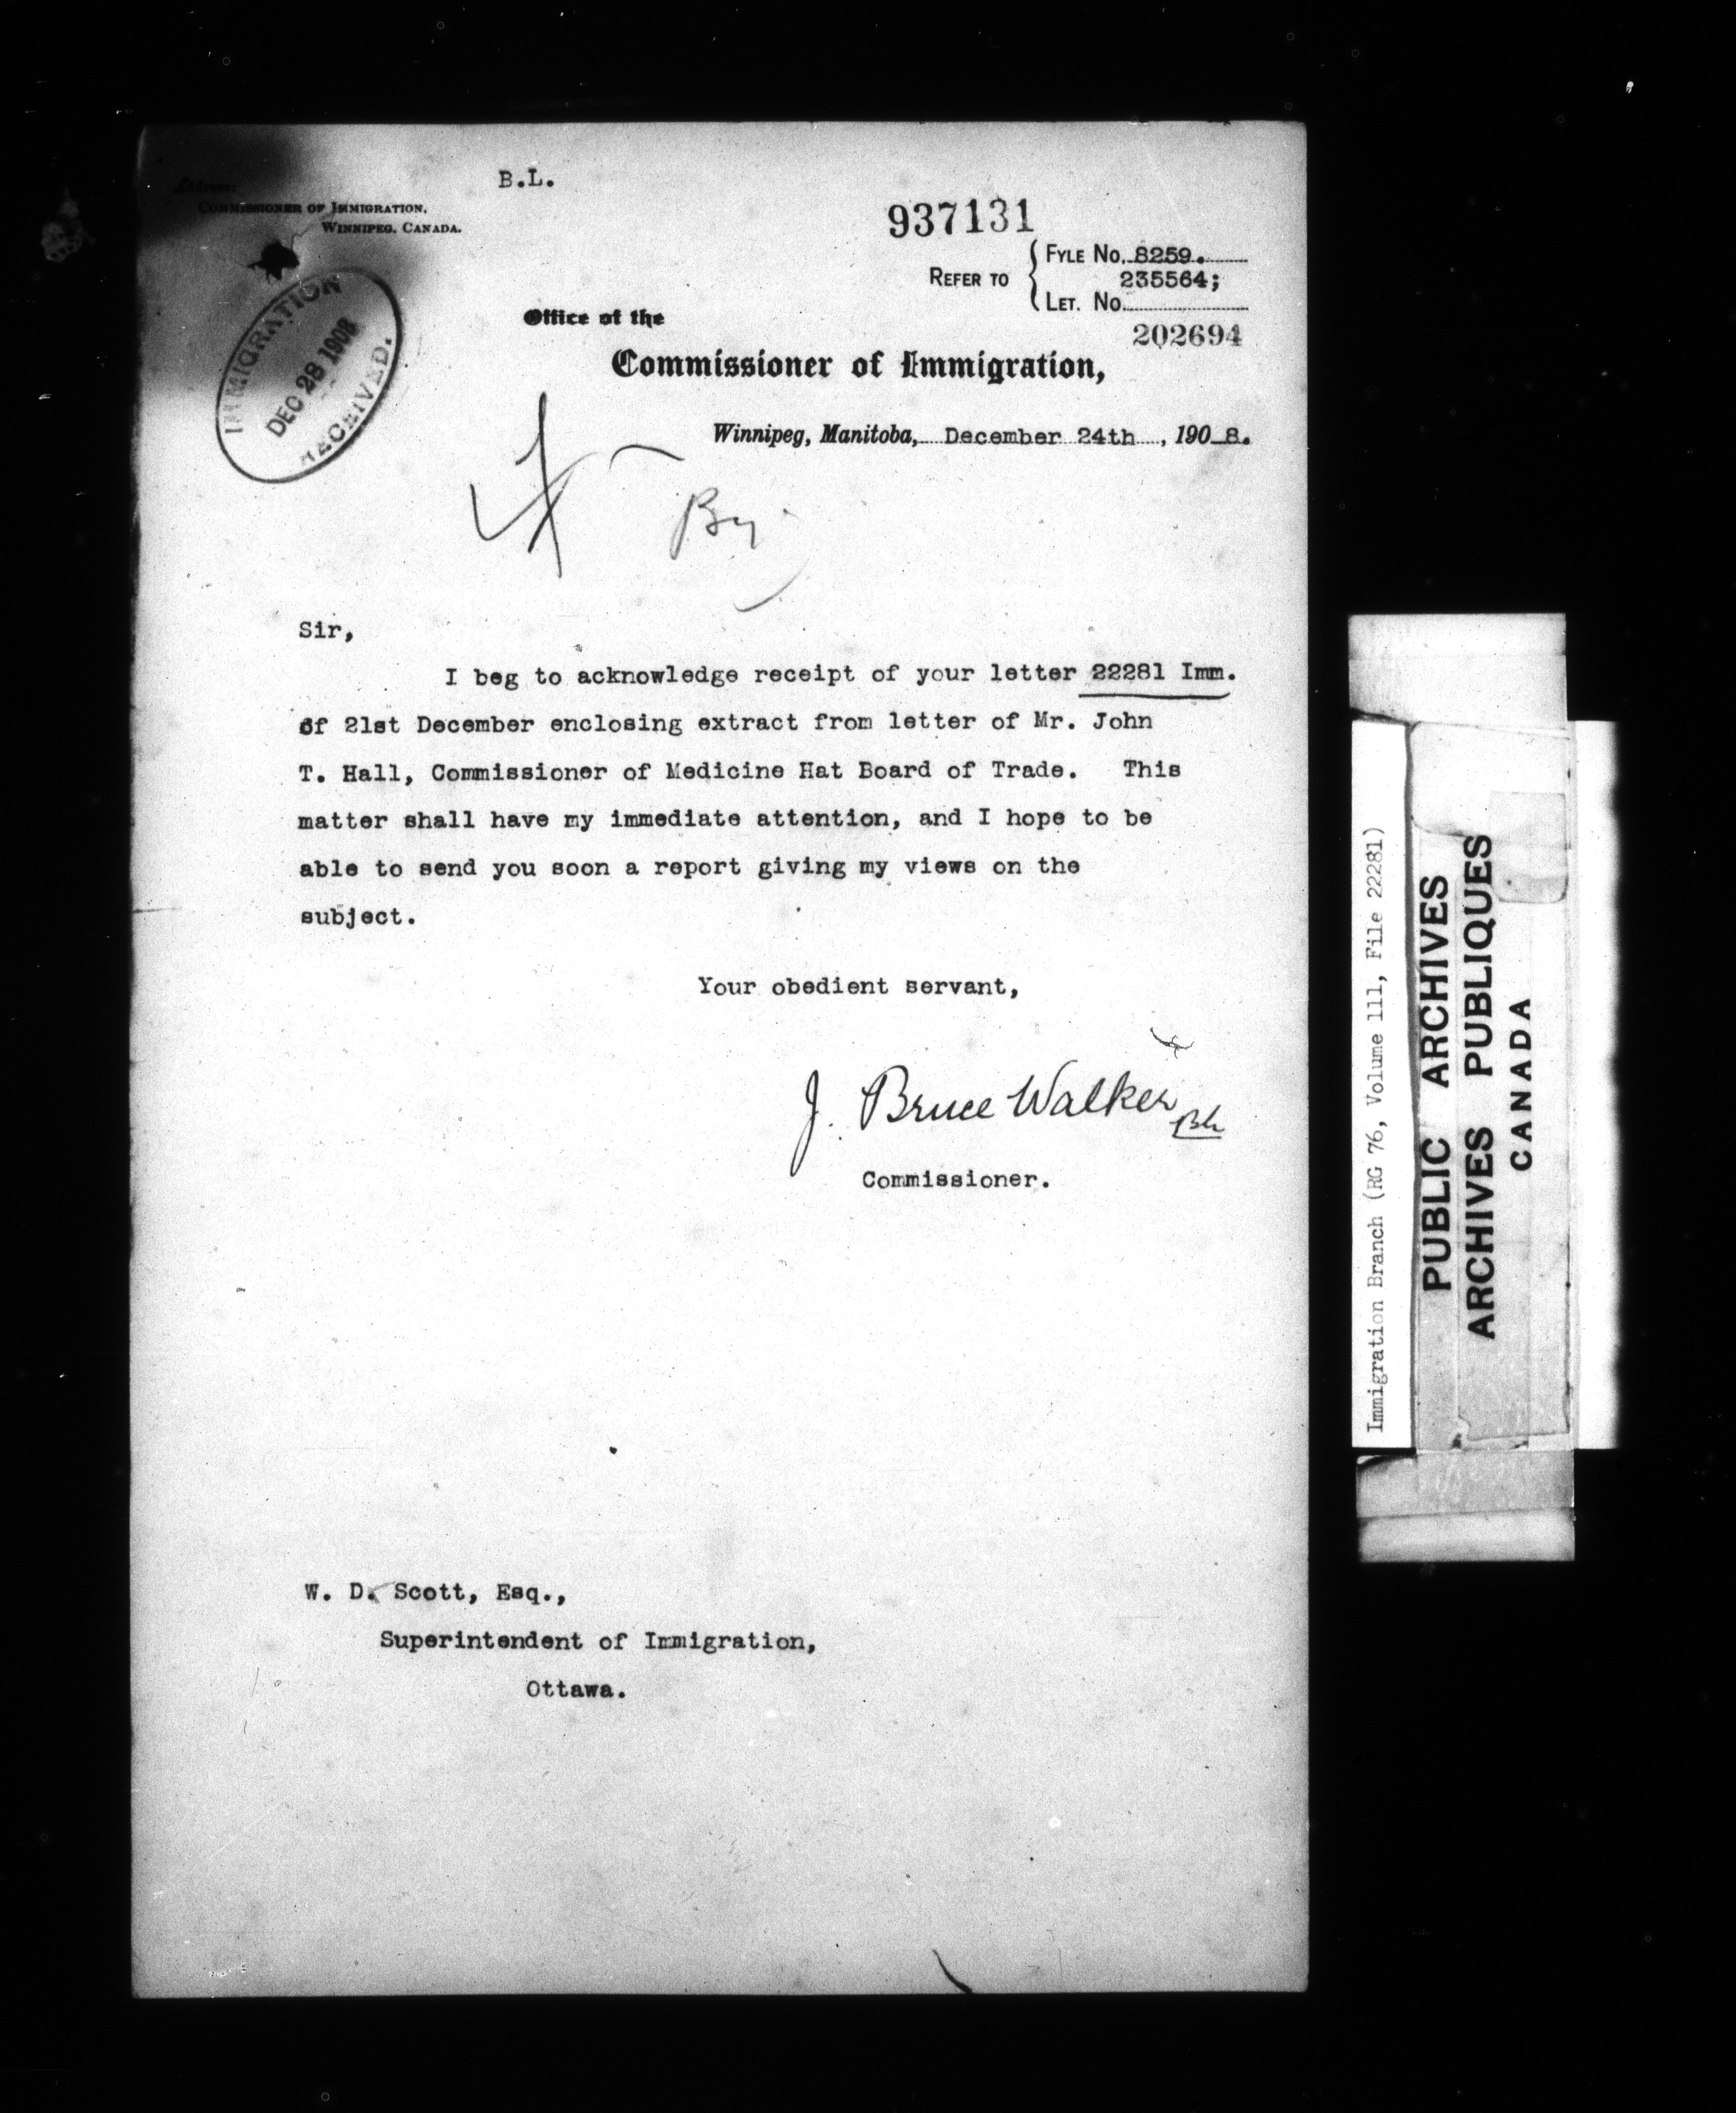 B.L.
Address:
COMMISSIONER OF IMMIGRATION,
WINNIPEG, CANADA.
937131
REFER TO
FYLE No. 8259.
235564;
LET. No.
202694
IMMIGRATION
DEC 28 1908
RECEIVED.
Office of the
Commissioner of Immigration,
Winnipeg, Manitoba, December 24th, 1908.
By
Sir,
I beg to acknowledge receipt of your letter 22281 Imm.
of 21st December enclosing extract from letter of Mr. John
T. Hall, Commissioner of Medicine Hat Board of Trade. This
matter shall have my immediate attention, and I hope to be
able to send you soon a report giving my views on the
subject.
Your obedient servant,
J. Bruce Walker
Commissioner.
W. D. Scott, Esq.,
Superintendent of Immigration,
Ottawa.
Immigration Branch (RG 76, Volume 111, File 22281)
PUBLIC ARCHIVES
ARCHIVES PUBLIQUES
CANADA